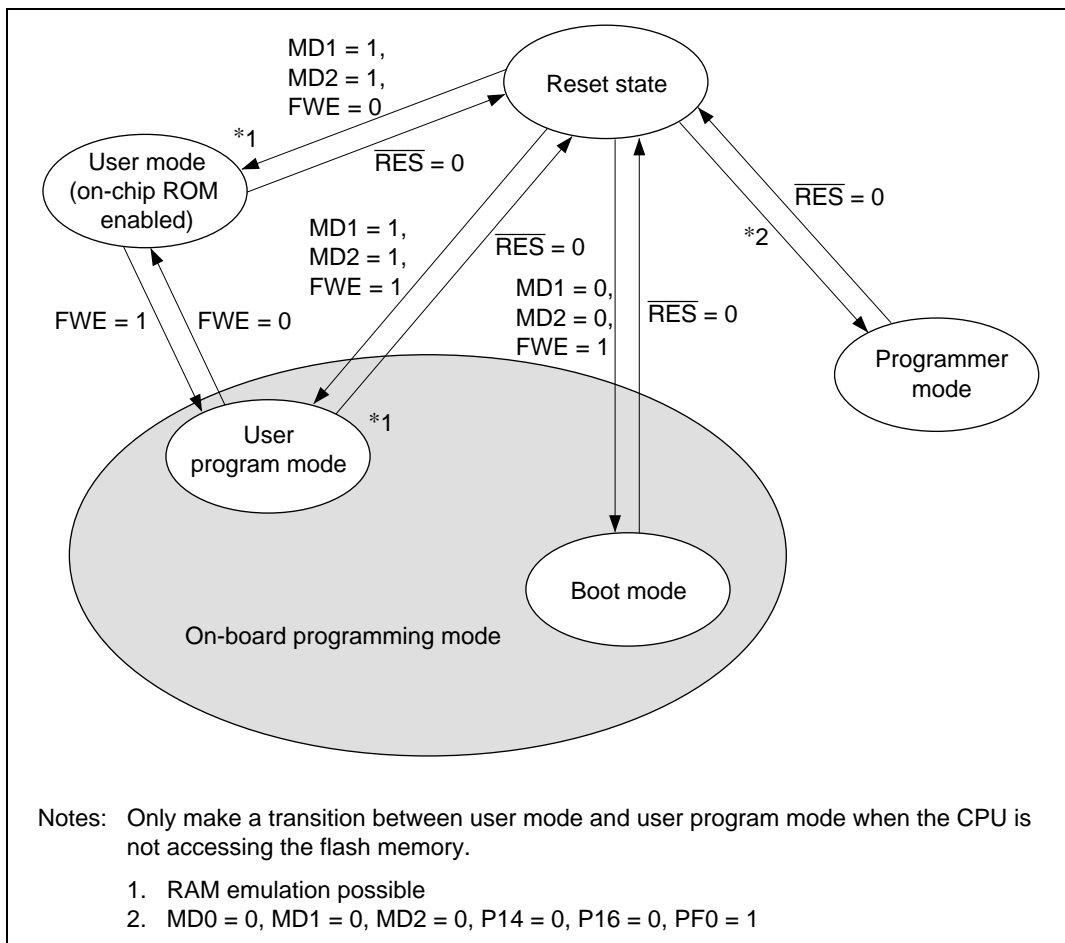 MD1 = 1,
MD2 = 1,
FWE = 0
Reset state
*1
User mode
(on-chip ROM
enabled)
RES = 0
RES = 0
*2
MD1 = 1,
MD2 = 1,
FWE = 1
RES = 0
MD1 = 0,
MD2 = 0,
FWE = 1
RES = 0
FWE = 1
FWE = 0
Programmer
mode
*1
User
program mode
Boot mode
On-board programming mode
Notes: Only make a transition between user mode and user program mode when the CPU is
not accessing the flash memory.
1. RAM emulation possible
2. MD0 = 0, MD1 = 0, MD2 = 0, P14 = 0, P16 = 0, PF0 = 1